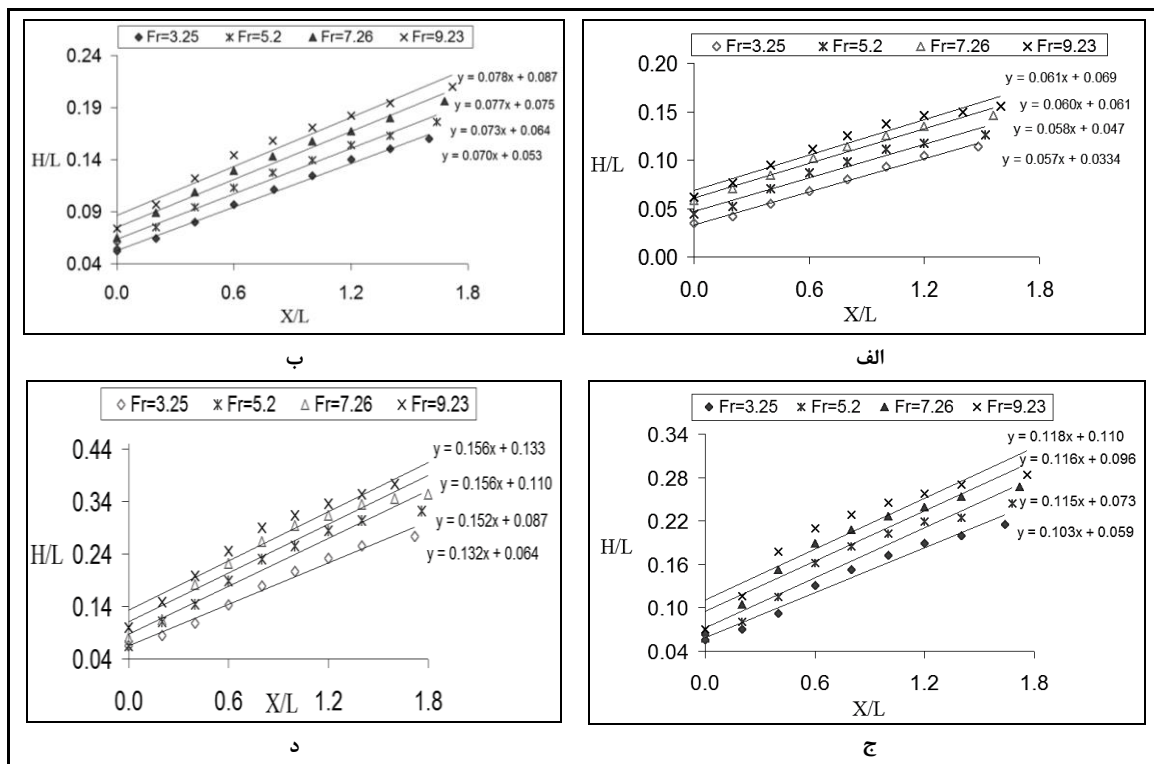 Fr=3.25 Fr=5.2 Fr=7.26 Fr=9.23
0.20
0.15
0.10
0.05
0.00
H/L
y = 0.061x + 0.069
y = 0.060x + 0.061
y = 0.058x + 0.047
y = 0.057x + 0.0334
0.0 0.6 1.2 1.8
X/L
الف
Fr=3.25 Fr=5.2 Fr=7.26 Fr=9.23
0.24
0.19
0.14
0.09
0.04
H/L
y = 0.078x + 0.087
y = 0.077x + 0.075
y = 0.073x + 0.064
y = 0.070x + 0.053
0.0 0.6 1.2 1.8
X/L
ب
Fr=3.25 Fr=5.2 Fr=7.26 Fr=9.23
0.34
0.28
0.22
0.16
0.10
0.04
H/L
y = 0.118x + 0.110
y = 0.116x + 0.096
y = 0.115x + 0.073
y = 0.103x + 0.059
0.0 0.6 1.2 1.8
X/L
ج
Fr=3.25 Fr=5.2 Fr=7.26 Fr=9.23
0.44
0.34
0.24
0.14
0.04
H/L
y = 0.156x + 0.133
y = 0.156x + 0.110
y = 0.152x + 0.087
y = 0.132x + 0.064
0.0 0.6 1.2 1.8
X/L
د